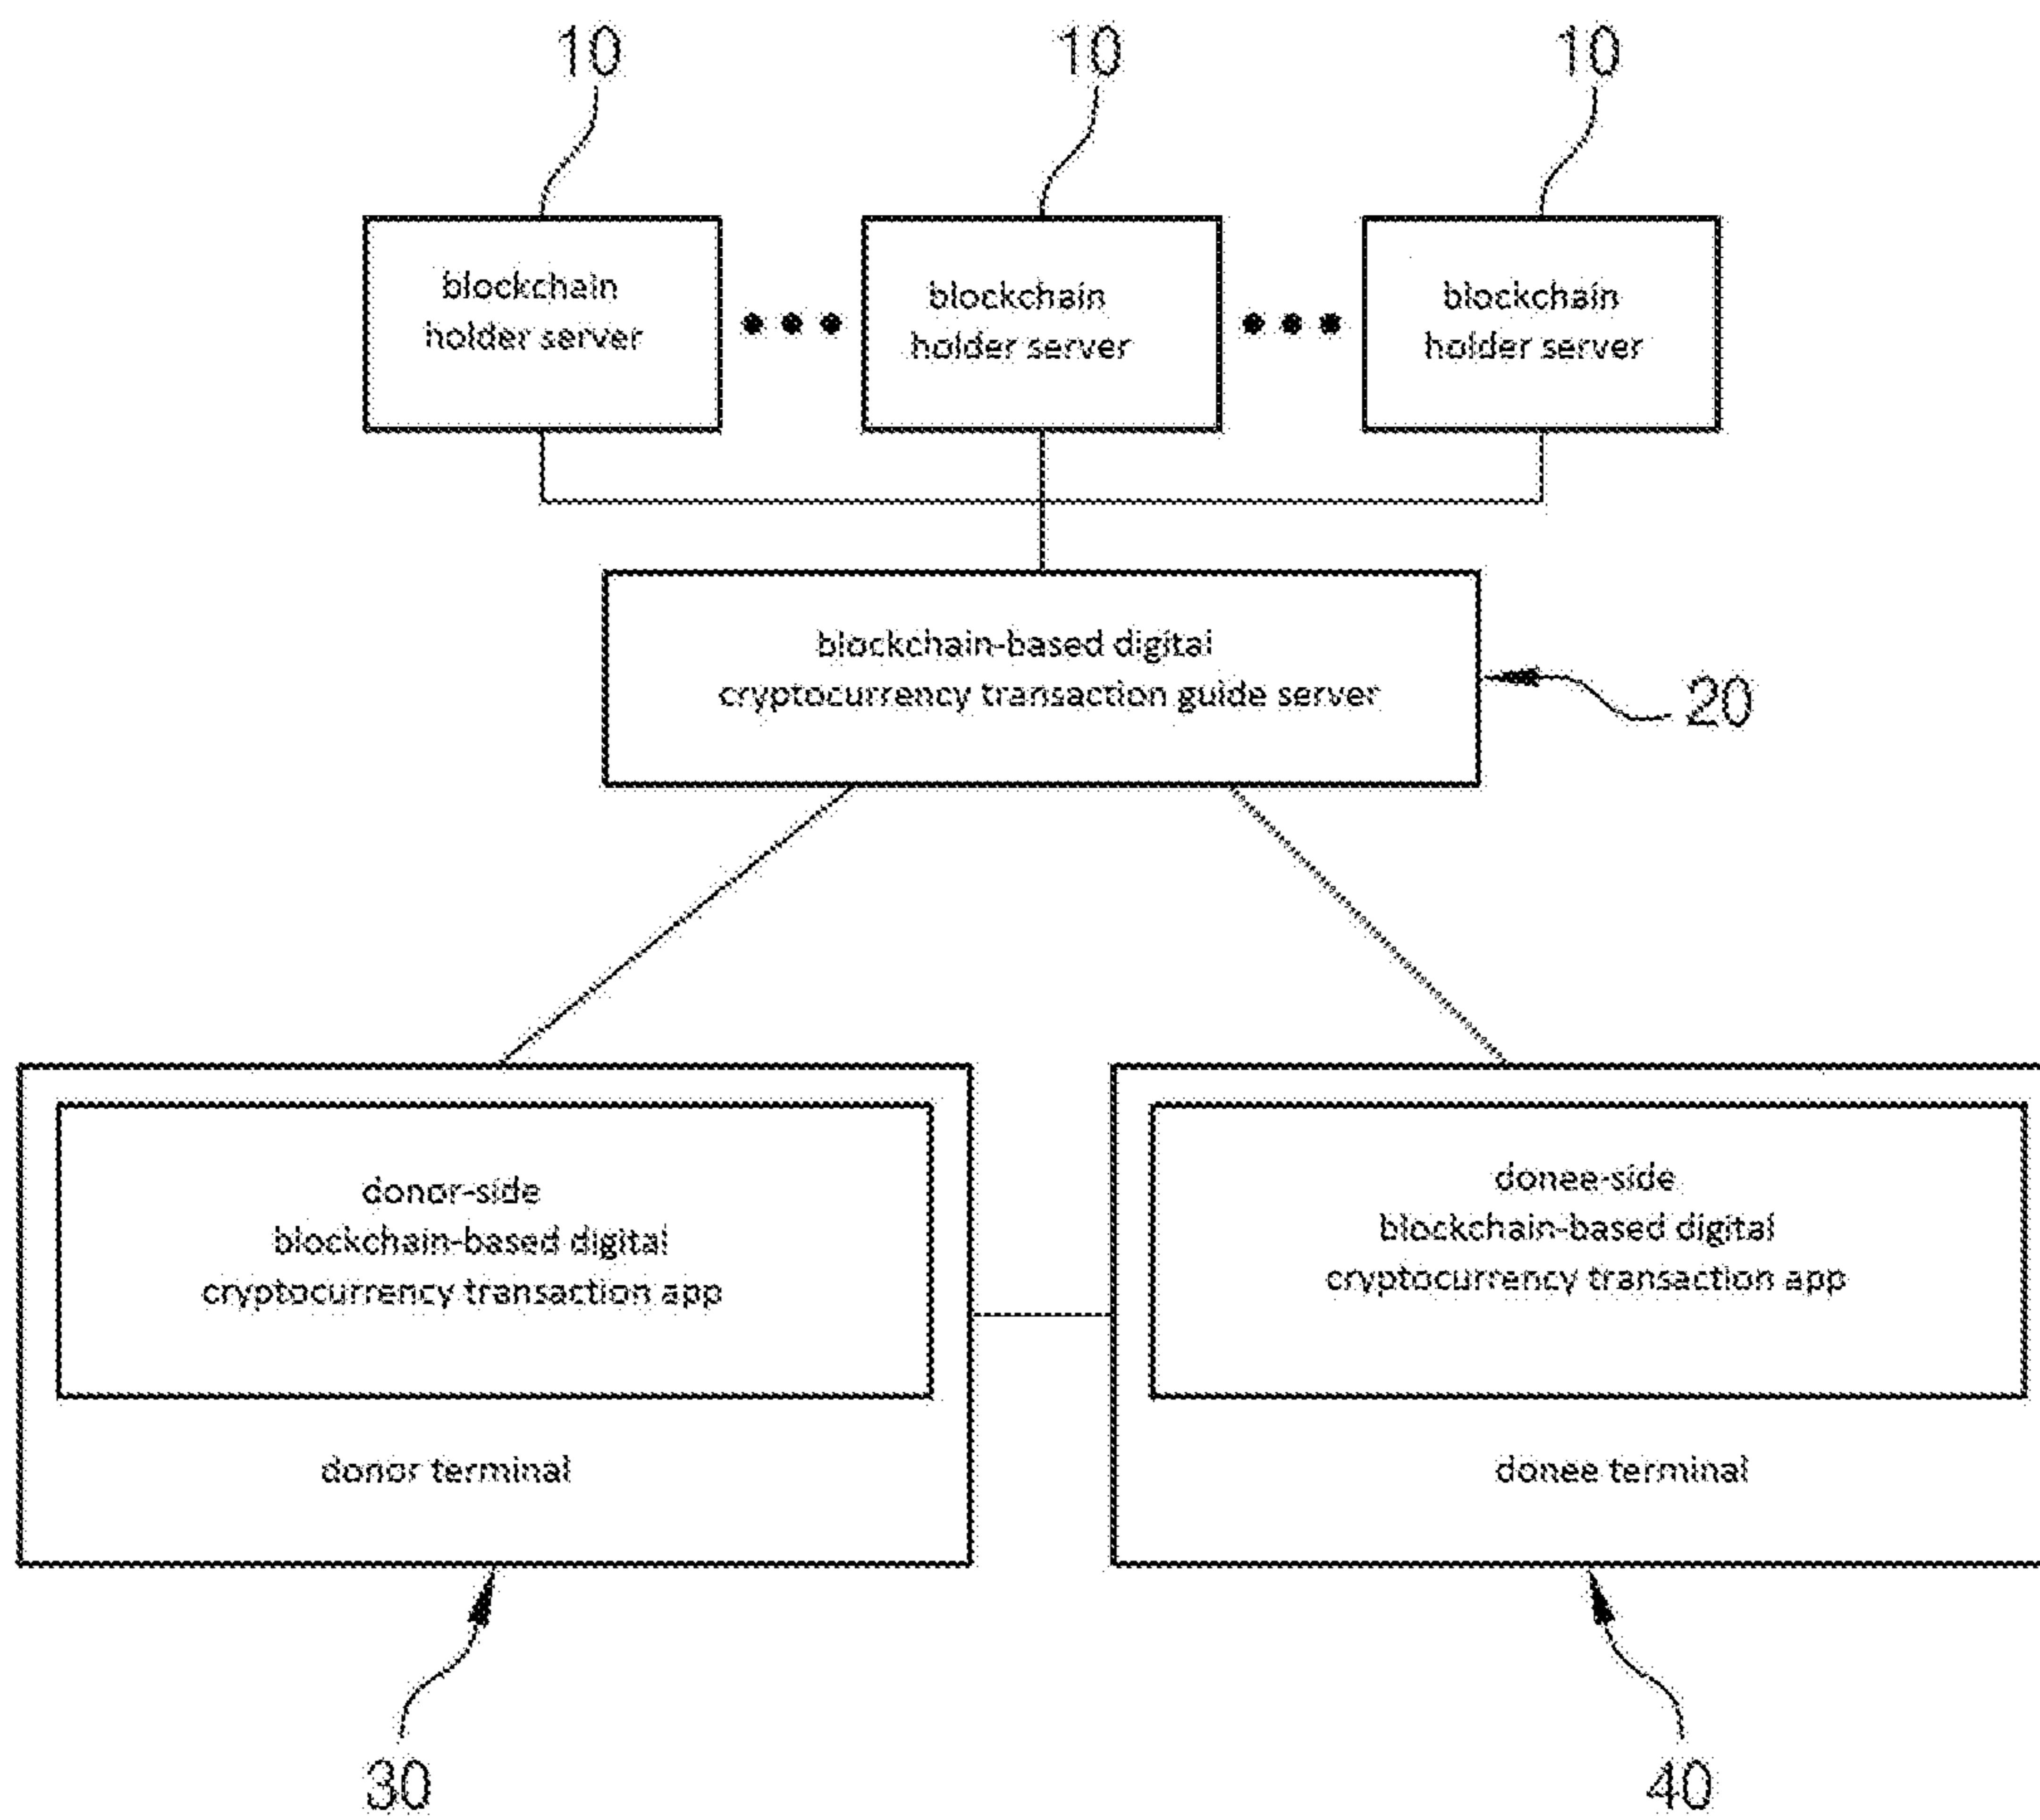 10 10 10
blockchain
holder server
blockchain
holder server
blockchain
holder server
blockchain-based digital
cryptocurrency transaction guide server
20
donor-side
blockchain-based digital
cryptocurrency transaction app
donor terminal
donee-side
blockchain-based digital
cryptocurrency transaction app
donee terminal
30 40